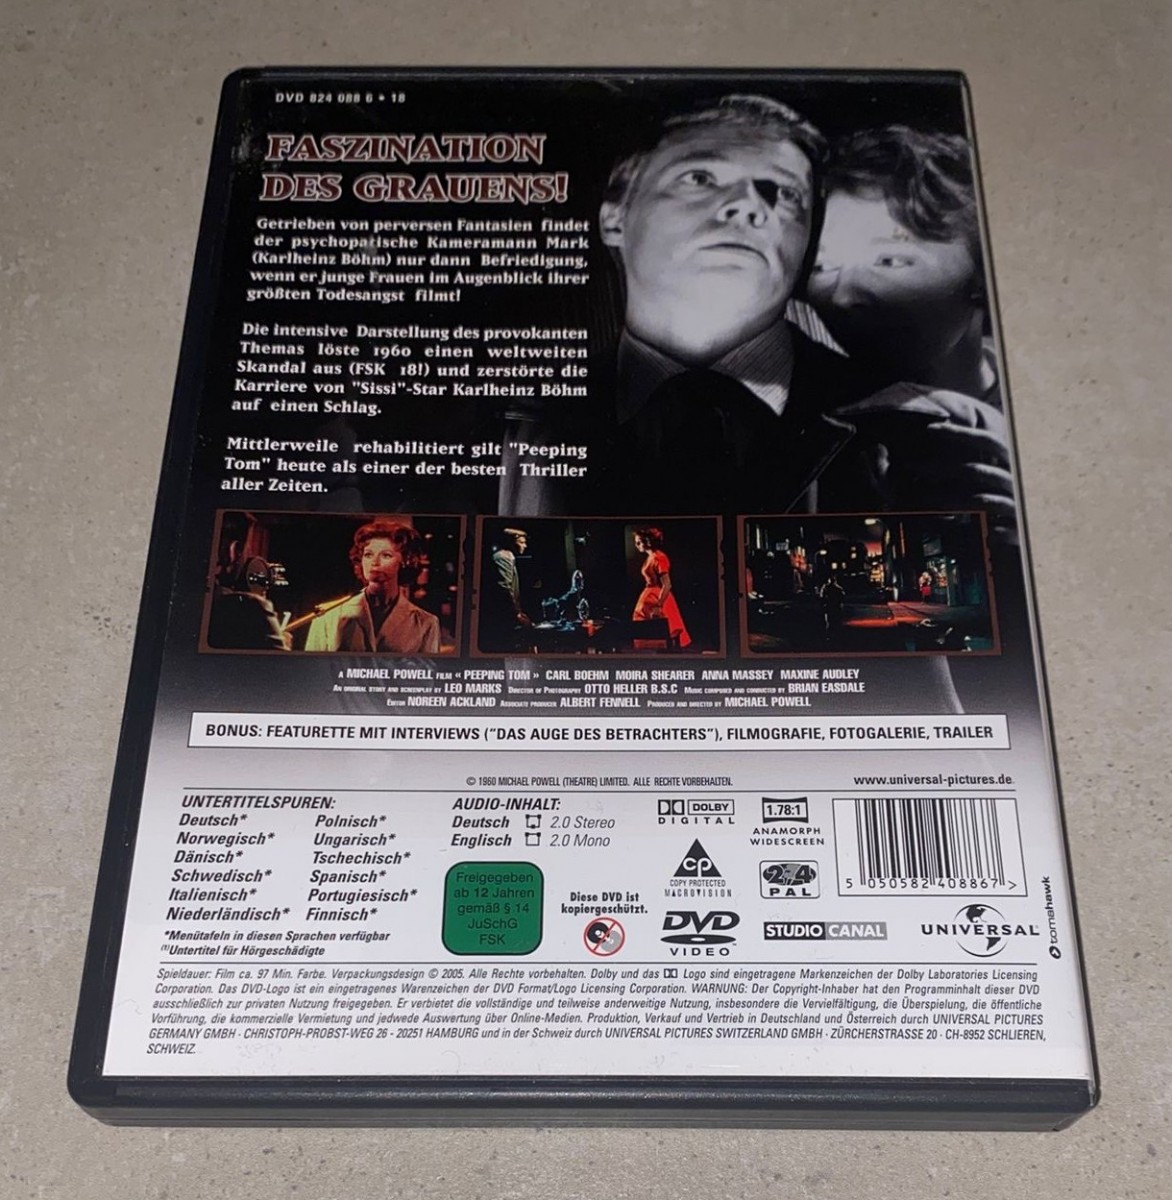 DVD 824 088 6 • 18
FASZINATION
DES GRAUENS!
Getrieben von perversen Fantasien findet
der psychopatische Kameramann Mark
(Karlheinz Böhm) nur dann Befriedigung,
wenn er junge Frauen im Augenblick ihrer
größten Todesangst filmt!
Die intensive Darstellung des provokanten
Themas löste 1960 einen weltweiten
Skandal aus (FSK 18!) und zerstörte die
Karriere von "Sissi"-Star Karlheinz Böhm
auf einen Schlag.
Mittlerweile rehabilitiert gilt "Peeping
Tom" heute als einer der besten Thriller
aller Zeiten.
A MICHAEL POWELL FILM «PEEPING TOM» CARL BOEHM MOIRA SHEARER ANNA MASSEY MAXINE AUDLEY
AN ORIGINAL STORY AND SCREENPLAY BY LEO MARKS DIRECTOR OF PHOTOGRAPHY OTTO HELLER B.S.C MUSIC COMPOSED AND CONDUCTED BY BRIAN EASDALE
EDITOR NOREEN ACKLAND ASSOCIATE PRODUCER ALBERT FENNELL PRODUCED AND DIRECTED BY MICHAEL POWELL
BONUS: FEATURETTE MIT INTERVIEWS ("DAS AUGE DES BETRACHTERS"), FILMOGRAFIE, FOTOGALERIE, TRAILER
© 1960 MICHAEL POWELL (THEATRE) LIMITED. ALLE RECHTE VORBEHALTEN.
www.universal-pictures.de
UNTERTITELSPUREN:
Deutsch*
Norwegisch*
Dänisch*
Schwedisch*
Italienisch*
Niederländisch*
Polnisch*
Ungarisch*
Tschechisch*
Spanisch*
Portugiesisch*
Finnisch*
*Menütafeln in diesen Sprachen verfügbar
(1)Untertitel für Hörgeschädigte
AUDIO-INHALT:
Deutsch 2.0 Stereo
Englisch 2.0 Mono
Freigegeben
ab 12 Jahren
gemäß § 14
JuSchG
FSK
Diese DVD ist
kopiergeschützt.
DOLBY
DIGITAL
CP
COPY PROTECTED
MACROVISION
DVD
VIDEO
1.78:1
ANAMORPH
WIDESCREEN
2+4
PAL
STUDIO CANAL
5 050582 408867 >
UNIVERSAL
tomahawk
Spieldauer: Film ca. 97 Min. Farbe. Verpackungsdesign © 2005. Alle Rechte vorbehalten. Dolby und das DD Logo sind eingetragene Markenzeichen der Dolby Laboratories Licensing
Corporation. Das DVD-Logo ist ein eingetragenes Warenzeichen der DVD Format/Logo Licensing Corporation. WARNUNG: Der Copyright-Inhaber hat den Programminhalt dieser DVD
ausschließlich zur privaten Nutzung freigegeben. Er verbietet die vollständige und teilweise anderweitige Nutzung, insbesondere die Vervielfältigung, die Überspielung, die öffentliche
Vorführung, die kommerzielle Vermietung und jedwede Auswertung über Online-Medien. Produktion, Verkauf und Vertrieb in Deutschland und Österreich durch UNIVERSAL PICTURES
GERMANY GMBH · CHRISTOPH-PROBST-WEG 26 - 20251 HAMBURG und in der Schweiz durch UNIVERSAL PICTURES SWITZERLAND GMBH · ZÜRCHERSTRASSE 20 · CH-8952 SCHLIEREN,
SCHWEIZ.